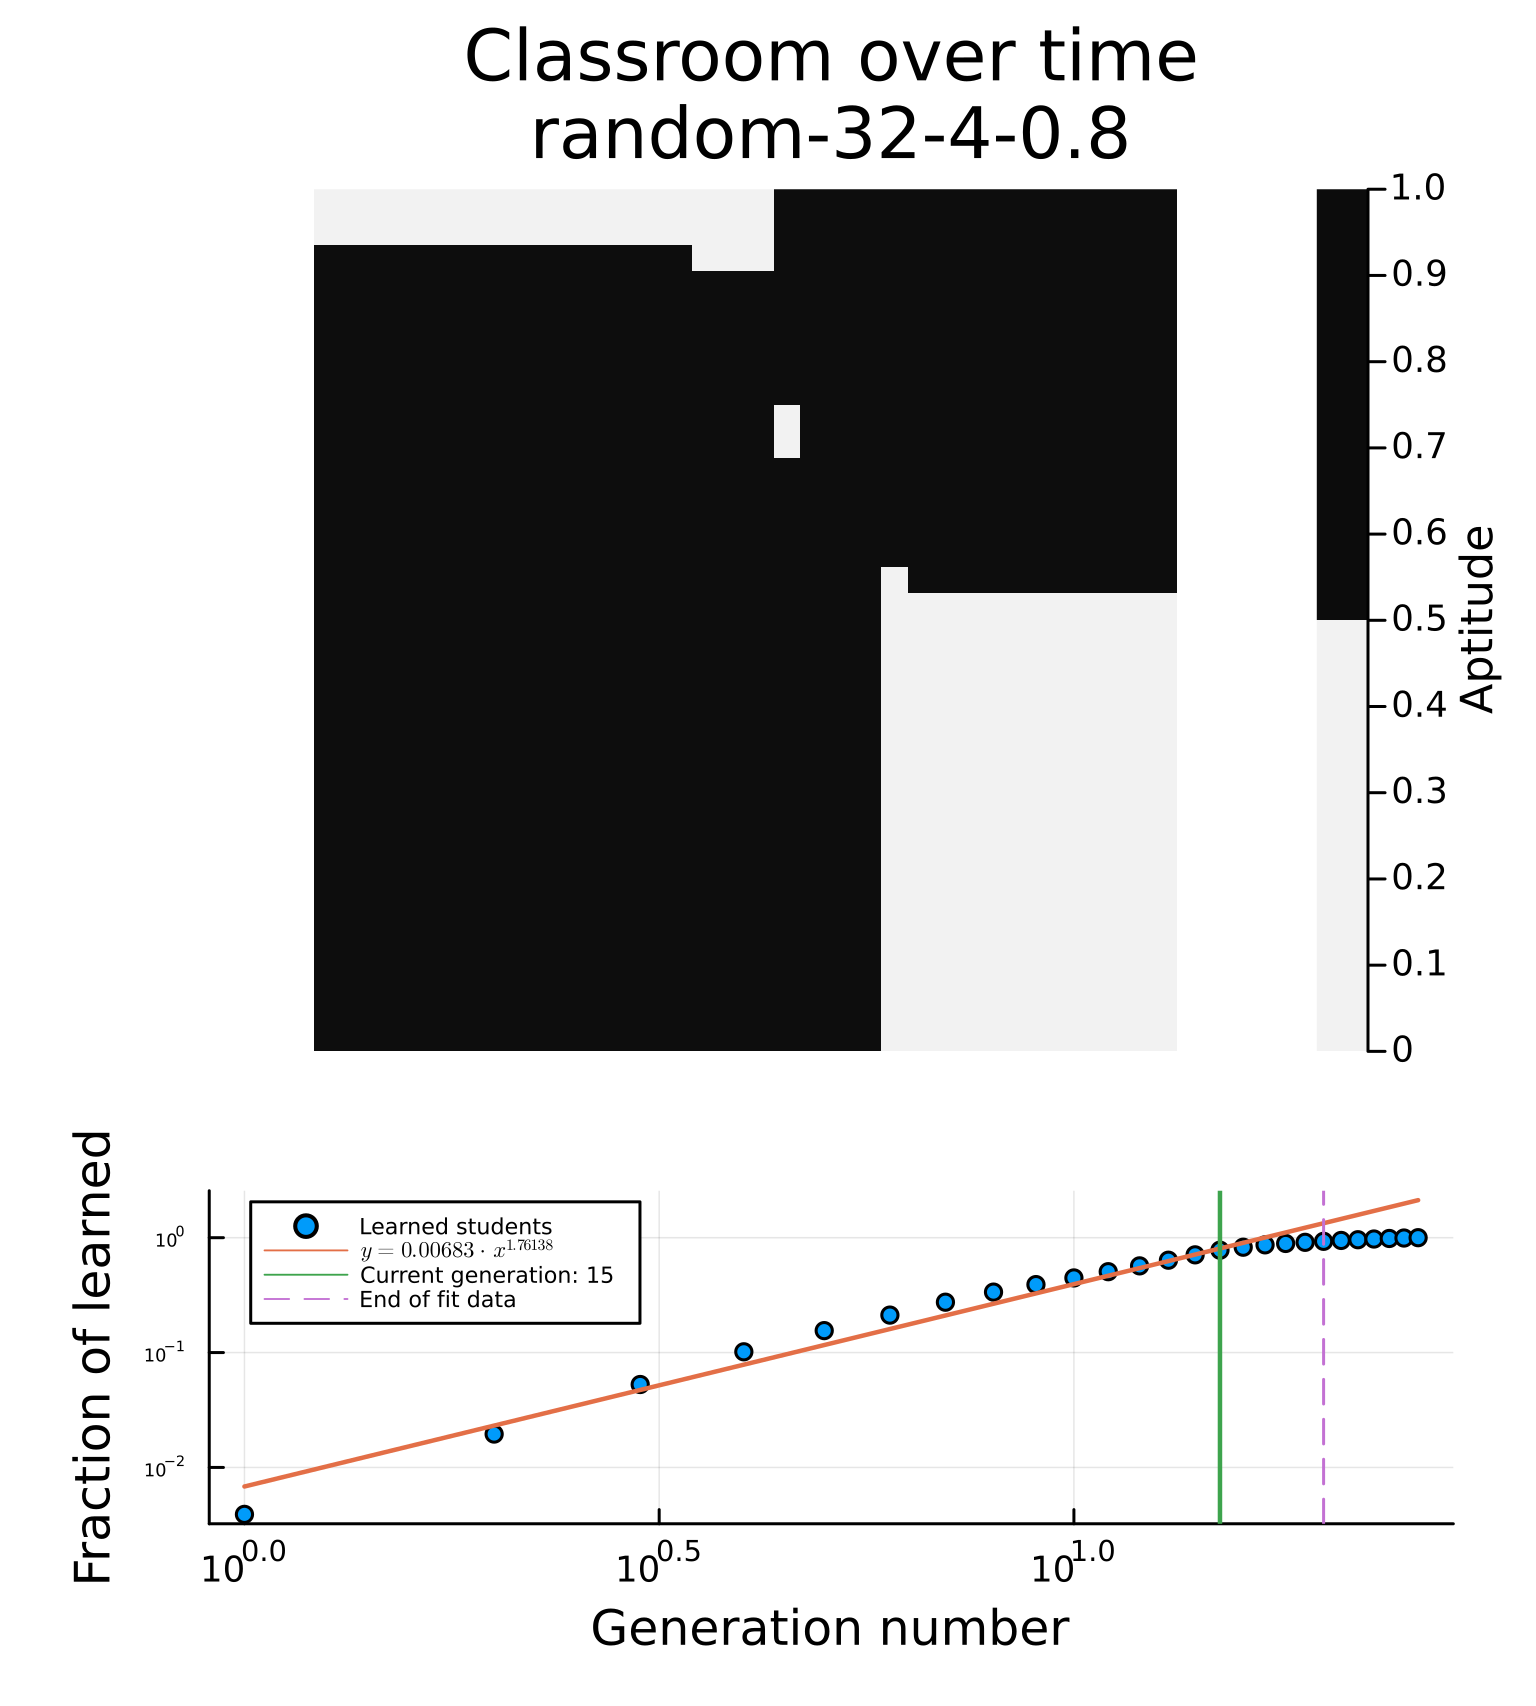 Classroom over time
random-32-4-0.8
1.0
0.9
0.8
0.7
0.6
0.5
0.4
0.3
0.2
0.1
0
Aptitude
Fraction of learned
10^0
10^−1
10^−2
Learned students
y = 0.00683 · x^1.76138
Current generation: 15
End of fit data
10^0.0
10^0.5
10^1.0
Generation number